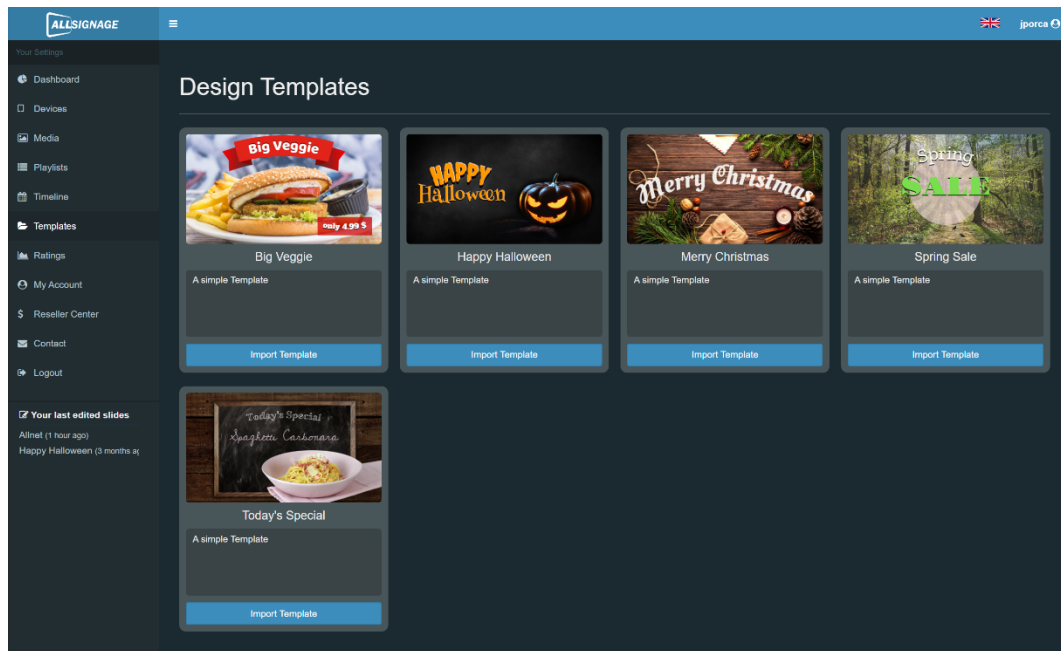 ALLSIGNAGE
jporca
Your Settings
Dashboard
Devices
Media
Playlists
Timeline
Templates
Ratings
My Account
$ Reseller Center
Contact
Logout
Your last edited slides
Allnet (1 hour ago)
Happy Halloween (3 months ag
Design Templates
Big Veggie
only 4.99 $
Big Veggie
A simple Template
Import Template
HAPPY
Halloween
Happy Halloween
A simple Template
Import Template
Merry Christmas
Merry Christmas
A simple Template
Import Template
Spring
SALE
Spring Sale
A simple Template
Import Template
Today's Special
Spaghetti Carbonara
Today's Special
A simple Template
Import Template